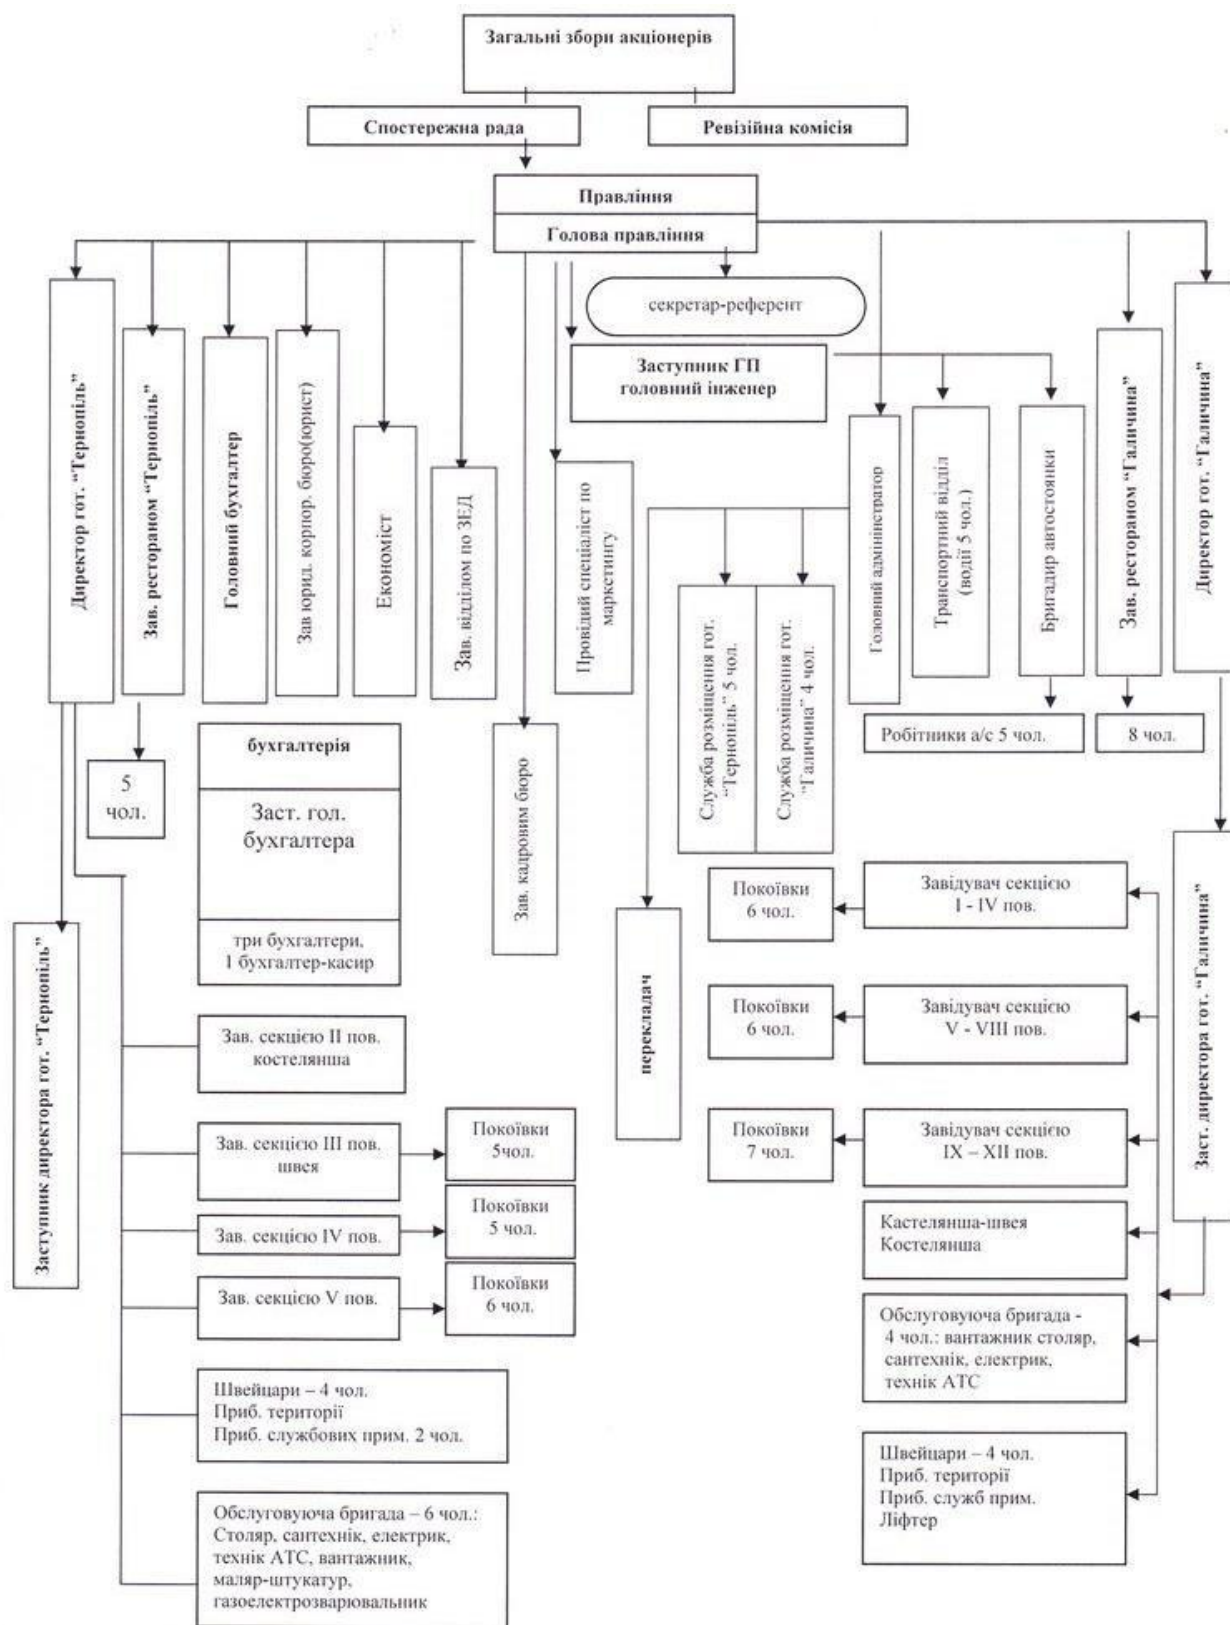 Загальні збори акціонерів
Спостережна рада
Ревізійна комісія
Правління
Голова правління
секретар-референт
Заступник ГП
головний інженер
Директор гот. “Тернопіль”
Зав. рестораном “Тернопіль”
Головний бухгалтер
Зав юрид. корпор. бюро(юрист)
Економіст
Зав. відділом по ЗЕД
Зав. кадровим бюро
Провідий спеціаліст по
маркстингу
Служба розміщення гот.
“Тернопіль” 5 чол.
Служба розміщення гот.
“Галичина” 4 чол.
Головний адмінінстратор
Транспортний відділ
(водії 5 чол.)
Бригадир автостоянки
Зав. рестораном “Галичина”
Директор гот. “Галичина”
Робітники а/с 5 чол.
8 чол.
5
чол.
бухгалтерія
Заст. гол.
бухгалтера
три бухгалтери,
1 бухгалтер-касир
перекладач
Заступник директора гот. “Тернопіль”
Зав. секцією II пов.
костелянша
Зав. секцією III пов.
швея
Покоївки
5чол.
Зав. секцією IV пов.
Покоївки
5 чол.
Зав. секцією V пов.
Покоївки
6 чол.
Швейцари – 4 чол.
Приб. території
Приб. службових прим. 2 чол.
Обслуговуюча бригада – 6 чол.:
Столяр, сантехнік, електрик,
технік АТС, вантажник,
маляр-штукатур,
газоелектрозварювальник
Покоївки
6 чол.
Завідувач секцією
I - IV пов.
Покоївки
6 чол.
Завідувач секцією
V - VIII пов.
Покоївки
7 чол.
Завідувач секцією
IX – XII пов.
Кастелянша-швея
Костелянша
Обслуговуюча бригада -
4 чол.: вантажник столяр,
сантехнік, електрик,
технік АТС
Швейцари – 4 чол.
Приб. території
Приб. служб прим.
Ліфтер
Заст. директора гот. “Галичина”